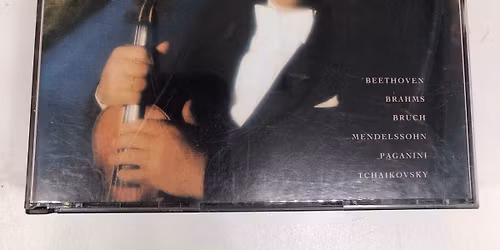 BEETHOVEN
BRAHMS
BRUCH
MENDELSSOHN
PAGANINI
TCHAIKOVSKY